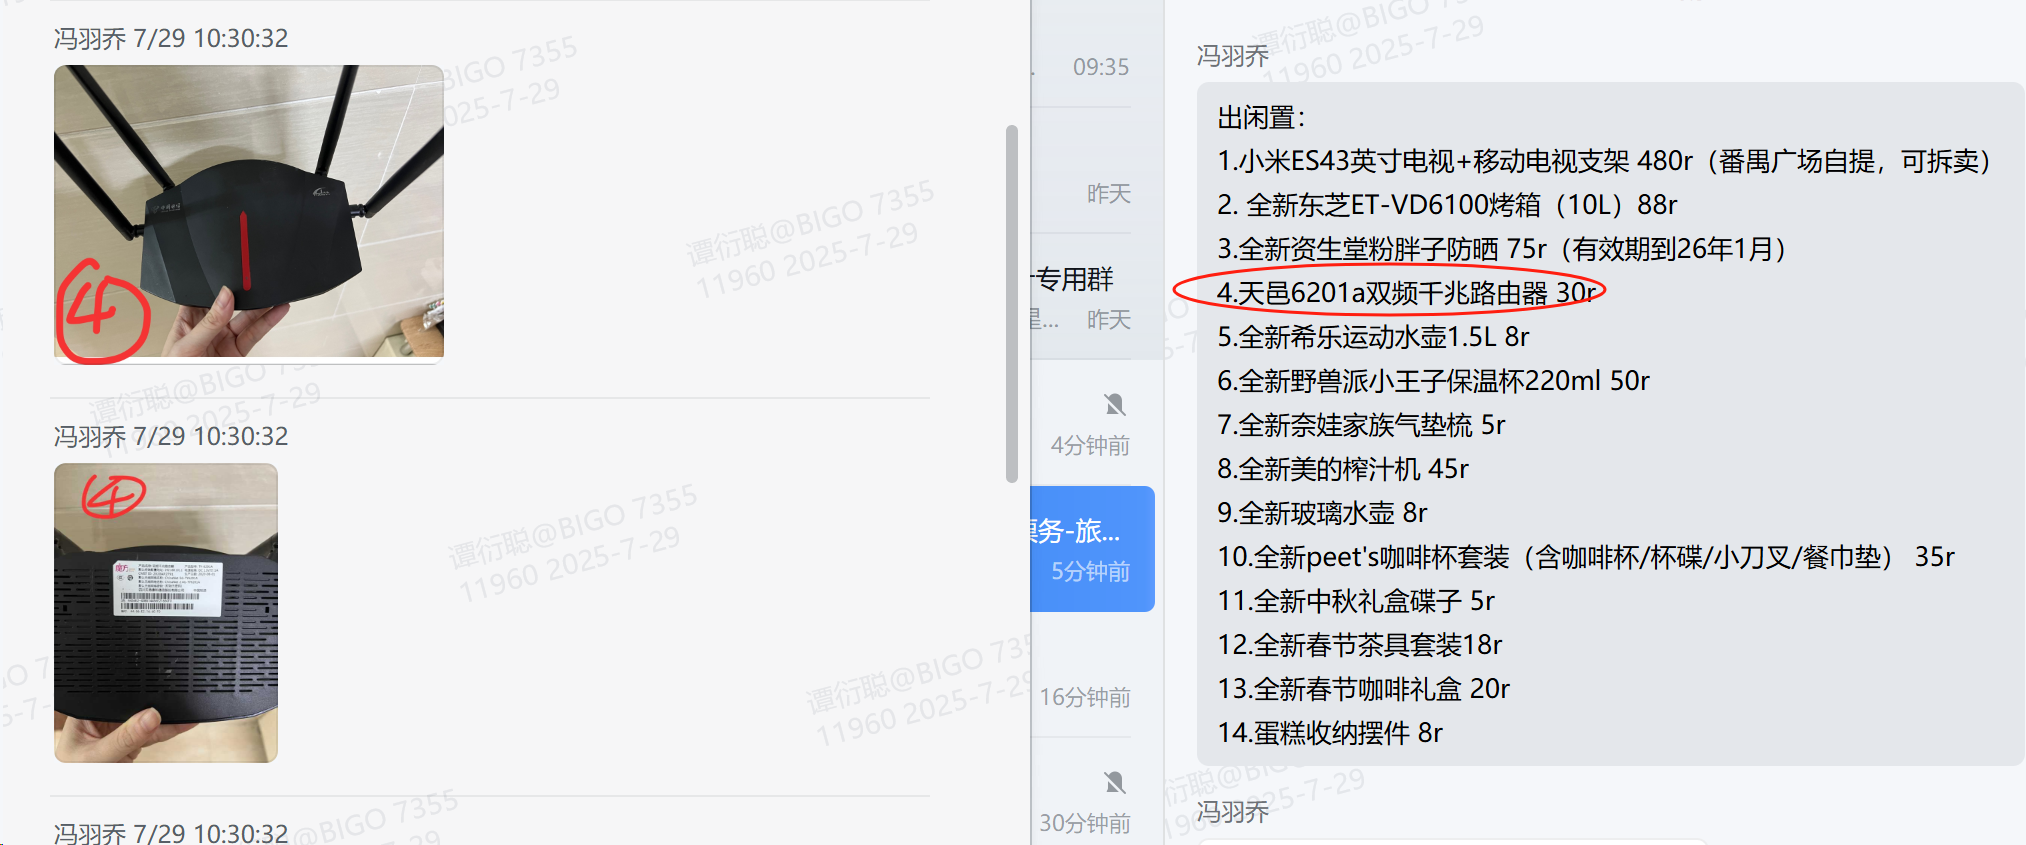 冯羽乔 7/29 10:30:32
④
冯羽乔 7/29 10:30:32
④
冯羽乔 7/29 10:30:32
09:35
昨天
专用群
昨天
4分钟前
票务-旅...
5分钟前
16分钟前
30分钟前
冯羽乔
出闲置：
1.小米ES43英寸电视+移动电视支架 480r（番禺广场自提，可拆卖）
2. 全新东芝ET-VD6100烤箱（10L）88r
3.全新资生堂粉胖子防晒 75r（有效期到26年1月）
4.天邑6201a双频千兆路由器 30r
5.全新希乐运动水壶1.5L 8r
6.全新野兽派小王子保温杯220ml 50r
7.全新奈娃家族气垫梳 5r
8.全新美的榨汁机 45r
9.全新玻璃水壶 8r
10.全新peet's咖啡杯套装（含咖啡杯/杯碟/小刀叉/餐巾垫） 35r
11.全新中秋礼盒碟子 5r
12.全新春节茶具套装18r
13.全新春节咖啡礼盒 20r
14.蛋糕收纳摆件 8r
冯羽乔
谭衍聪@BIGO 7355
11960 2025-7-29